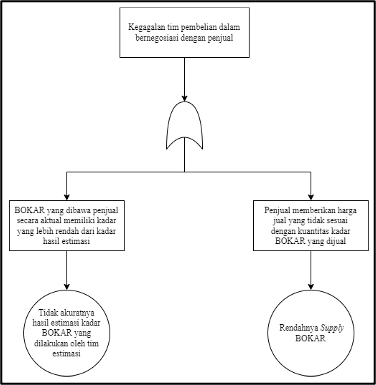 Kegagalan tim pembelian dalam
bernegosiasi dengan penjual
BOKAR yang dibawa penjual
secara aktual memiliki kadar
yang lebih rendah dari kadar
hasil estimasi
Penjual memberikan harga
jual yang tidak sesuai
dengan kuantitas kadar
BOKAR yang dijual
Tidak akuratnya
hasil estimasi kadar
BOKAR yang
dilakukan oleh tim
estimasi
Rendahnya Supply
BOKAR